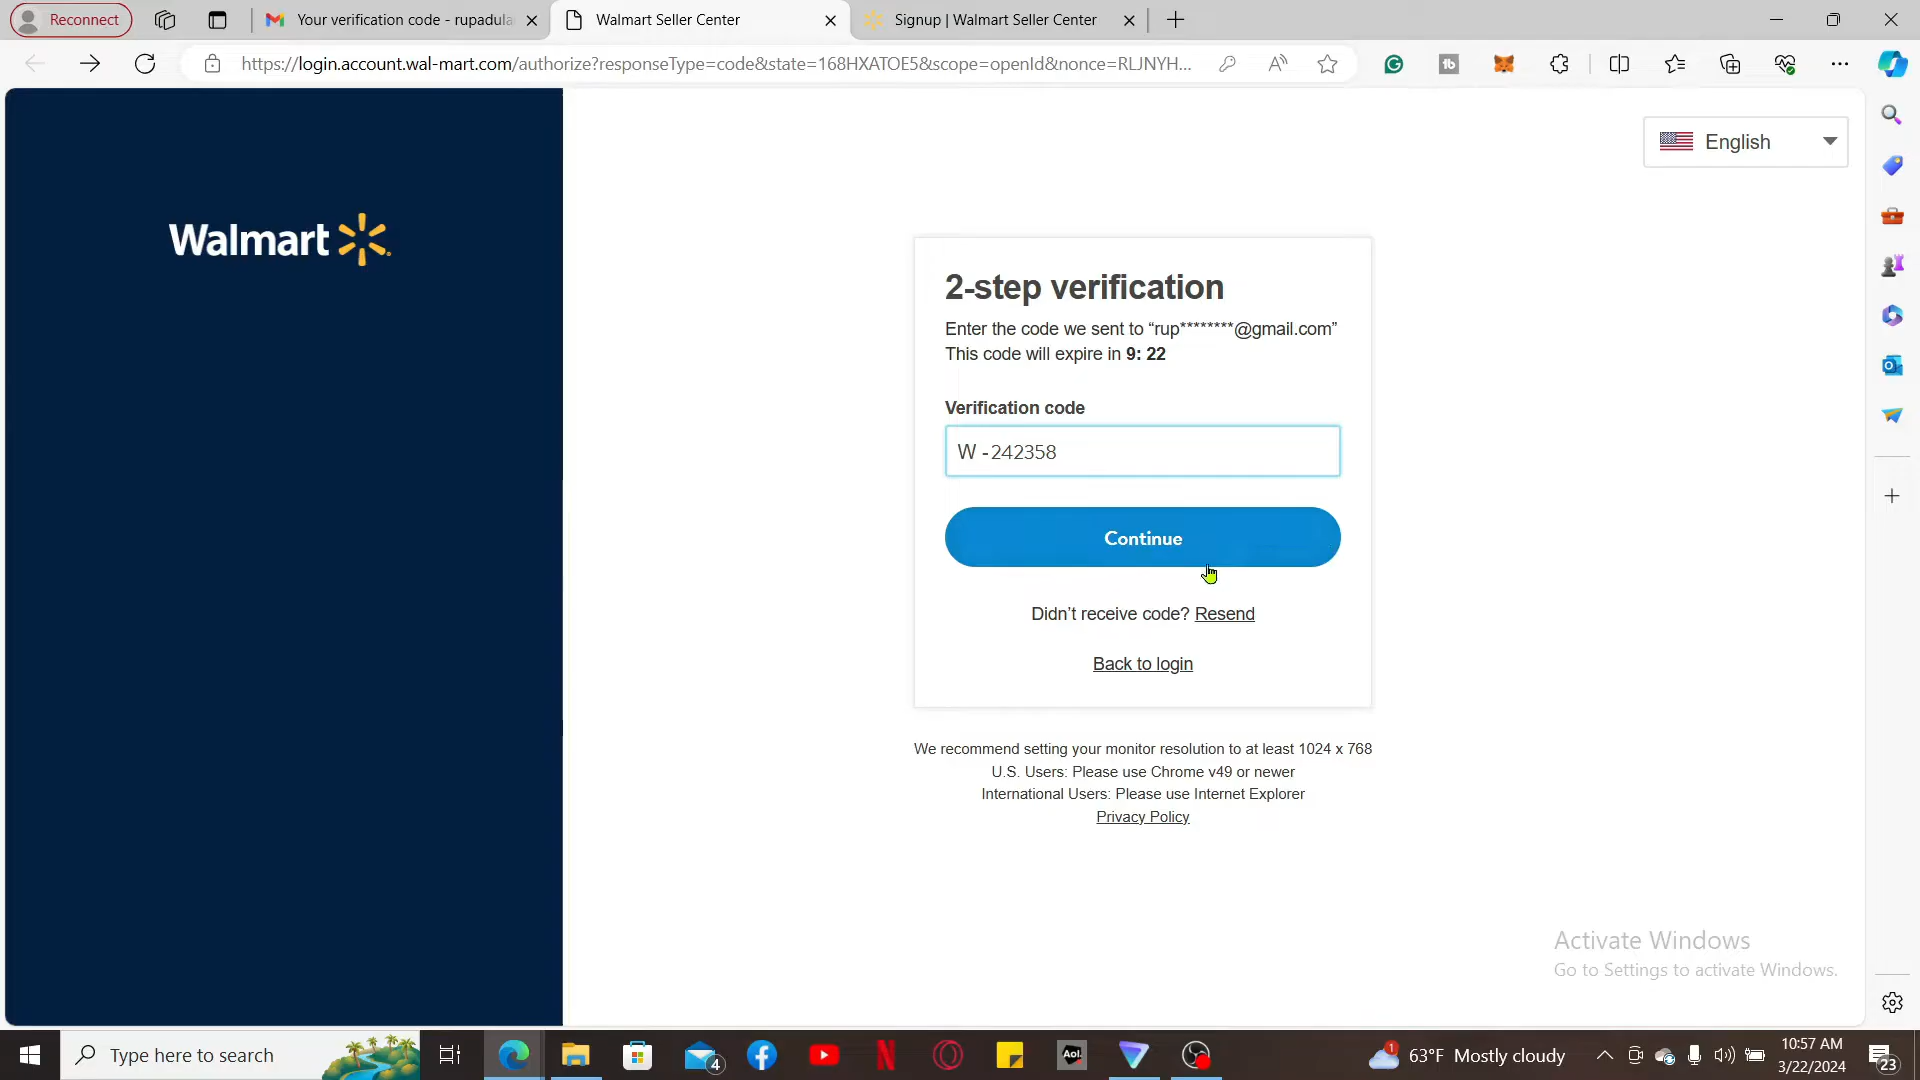 Reconnect
Your verification code - rupadula
Walmart Seller Center
Signup | Walmart Seller Center
https://login.account.wal-mart.com/authorize?responseType=code&state=168HXATOE5&scope=openId&nonce=RLJNYH...
English
Walmart
2-step verification
Enter the code we sent to “rup********@gmail.com”
This code will expire in 9: 22
Verification code
W -242358
Continue
Didn’t receive code? Resend
Back to login
We recommend setting your monitor resolution to at least 1024 x 768
U.S. Users: Please use Chrome v49 or newer
International Users: Please use Internet Explorer
Privacy Policy
Activate Windows
Go to Settings to activate Windows.
Type here to search
4
Aol.
1
63°F Mostly cloudy
10:57 AM
3/22/2024
23